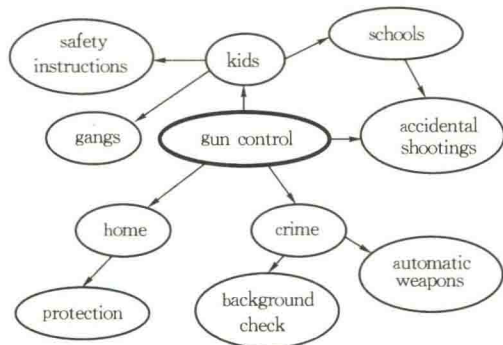 safety
instructions
kids
schools
gangs
gun control
accidental
shootings
home
crime
automatic
weapons
protection
background
check